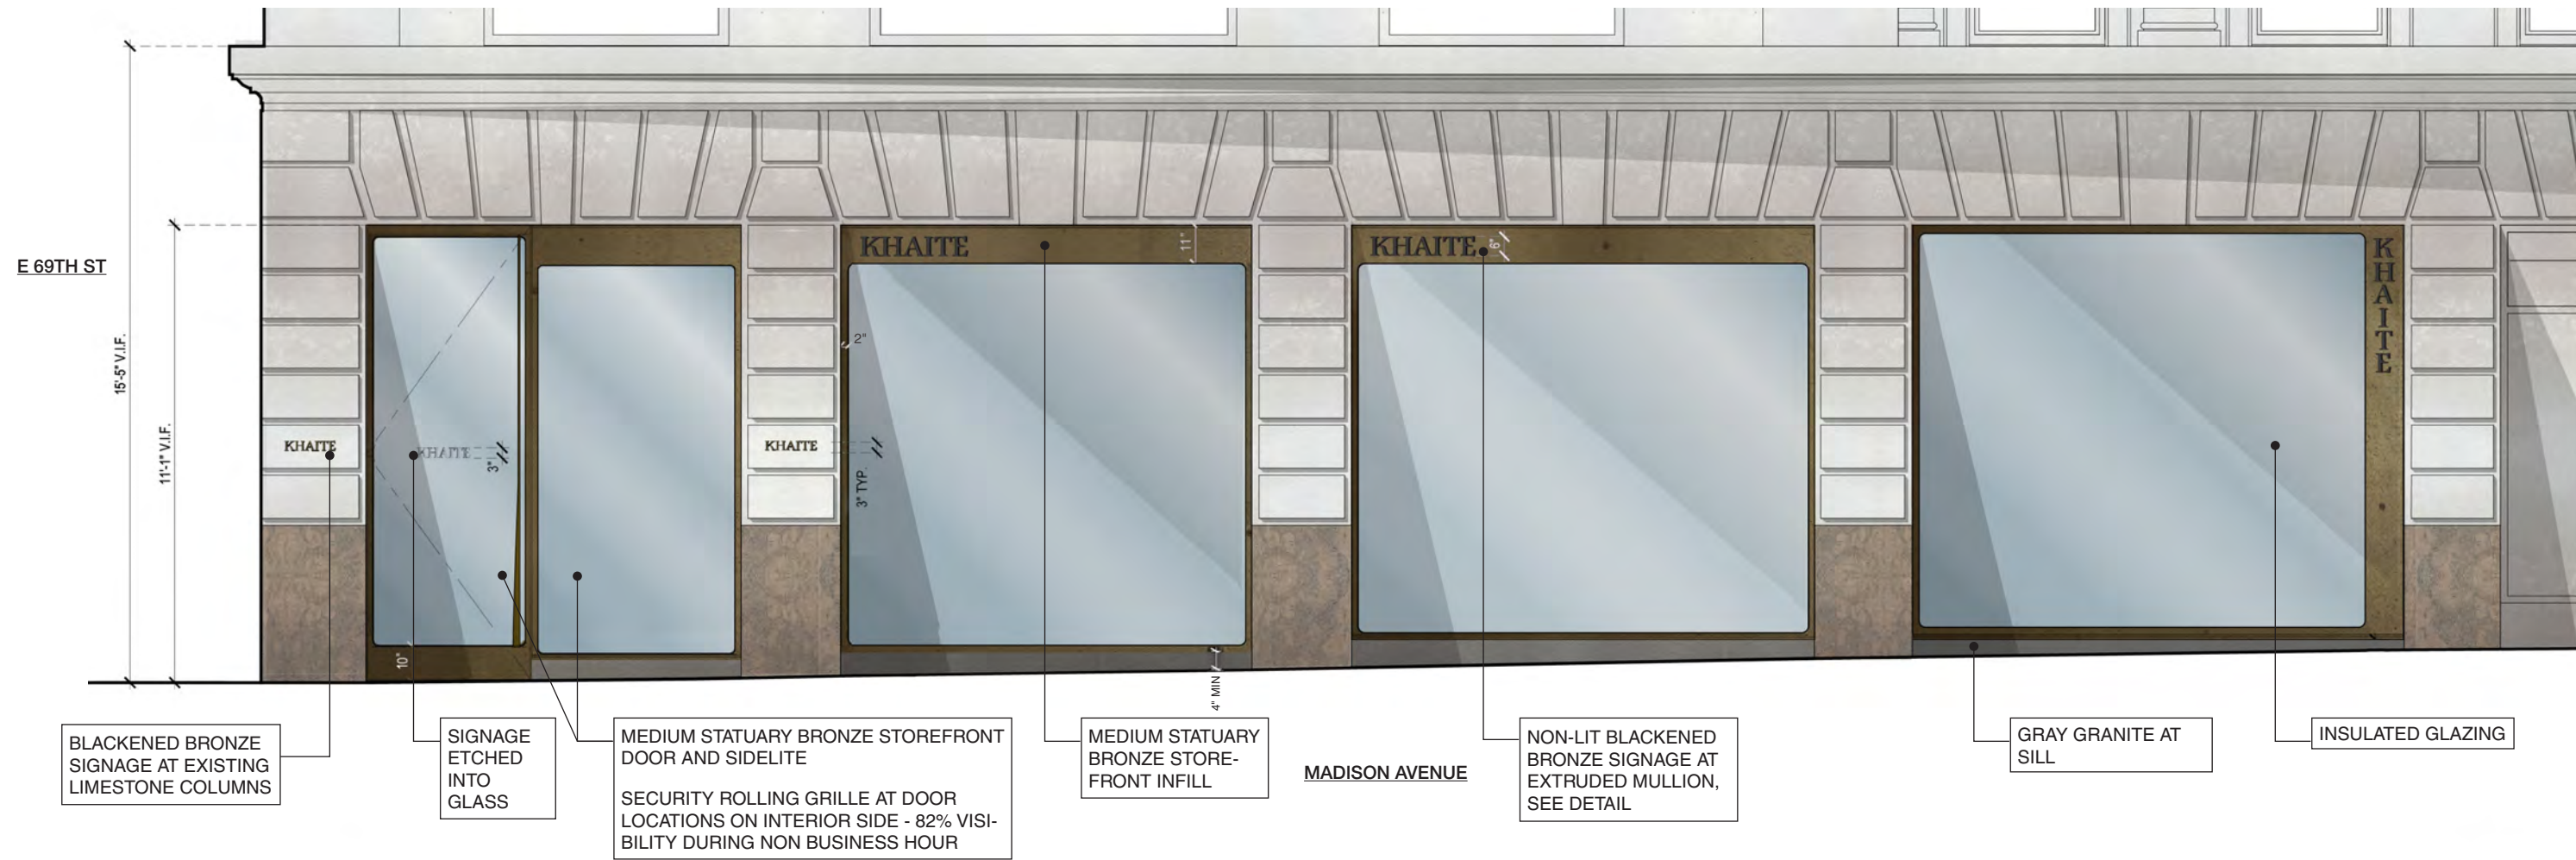 KHAITE
11"
KHAITE
6"
KHAITE
E 69TH ST
15'-5" V.I.F.
11'-1" V.I.F.
2"
KHAITE
KHAITE
3"
KHAITE
3" TYP.
10"
4" MIN
BLACKENED BRONZE
SIGNAGE AT EXISTING
LIMESTONE COLUMNS
SIGNAGE
ETCHED
INTO
GLASS
MEDIUM STATUARY BRONZE STOREFRONT
DOOR AND SIDELITE
SECURITY ROLLING GRILLE AT DOOR
LOCATIONS ON INTERIOR SIDE - 82% VISI-
BILITY DURING NON BUSINESS HOUR
MEDIUM STATUARY
BRONZE STORE-
FRONT INFILL
MADISON AVENUE
NON-LIT BLACKENED
BRONZE SIGNAGE AT
EXTRUDED MULLION,
SEE DETAIL
GRAY GRANITE AT
SILL
INSULATED GLAZING